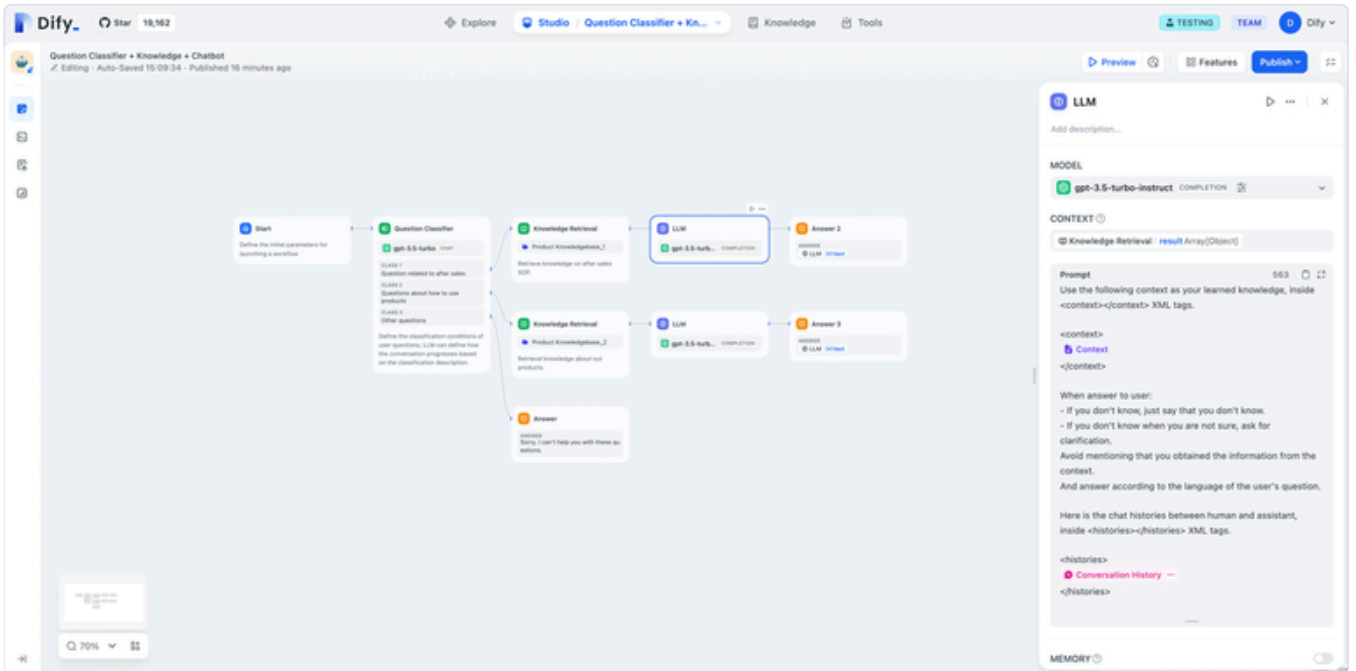 Dify_
Star 19,162
Explore
Studio / Question Classifier + Kn...
Knowledge
Tools
TESTING
TEAM
D Dify
Question Classifier + Knowledge + Chatbot
Editing · Auto-Saved 15:09:34 · Published 16 minutes ago
Preview
Features
Publish
Start
Define the initial parameters for
launching a workflow
Question Classifier
gpt-3.5-turbo CHAT
CLASS 1
Question related to after sales
CLASS 2
Questions about how to use
products
CLASS 3
Other questions
Define the classification conditions of
user questions, LLM can define how
the conversation progresses based
on the classification description.
Knowledge Retrieval
Product Knowledgebase_1
Retrieve knowledge on after sales
SOP.
LLM
gpt-3.5-turb... COMPLETION
Answer 2
ANSWER
LLM (x)text
Knowledge Retrieval
Product Knowledgebase_2
Retrieval knowledge about out
products.
LLM
gpt-3.5-turb... COMPLETION
Answer 3
ANSWER
LLM (x)text
Answer
ANSWER
Sorry, I can't help you with these qu
estions.
70%
LLM
Add description...
MODEL
gpt-3.5-turbo-instruct COMPLETION
CONTEXT
Knowledge Retrieval result Array[Object]
Prompt 563
Use the following context as your learned knowledge, inside
<context></context> XML tags.
<context>
Context
</context>
When answer to user:
- If you don't know, just say that you don't know.
- If you don't know when you are not sure, ask for
clarification.
Avoid mentioning that you obtained the information from the
context.
And answer according to the language of the user's question.
Here is the chat histories between human and assistant,
inside <histories></histories> XML tags.
<histories>
Conversation History
</histories>
MEMORY